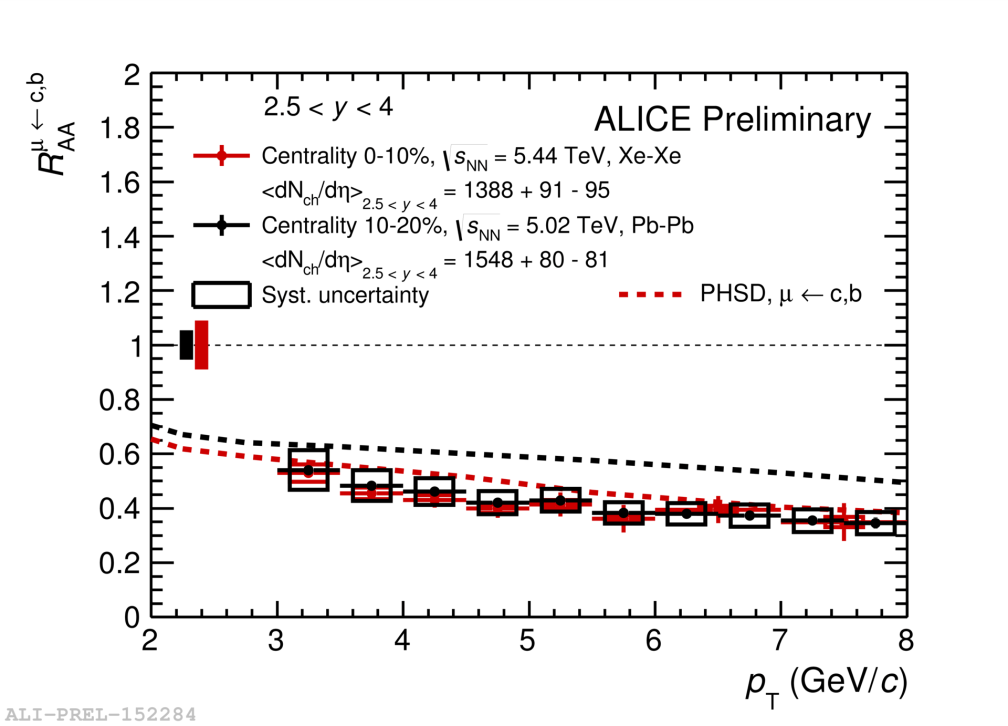 R_AA^μ ← c,b
2.5 < y < 4
ALICE Preliminary
Centrality 0-10%, √s_NN = 5.44 TeV, Xe-Xe
<dN_ch/dη>_2.5 < y < 4 = 1388 + 91 - 95
Centrality 10-20%, √s_NN = 5.02 TeV, Pb-Pb
<dN_ch/dη>_2.5 < y < 4 = 1548 + 80 - 81
Syst. uncertainty
PHSD, μ ← c,b
2
1.8
1.6
1.4
1.2
1
0.8
0.6
0.4
0.2
0
2 3 4 5 6 7 8
p_T (GeV/c)
ALI-PREL-152284